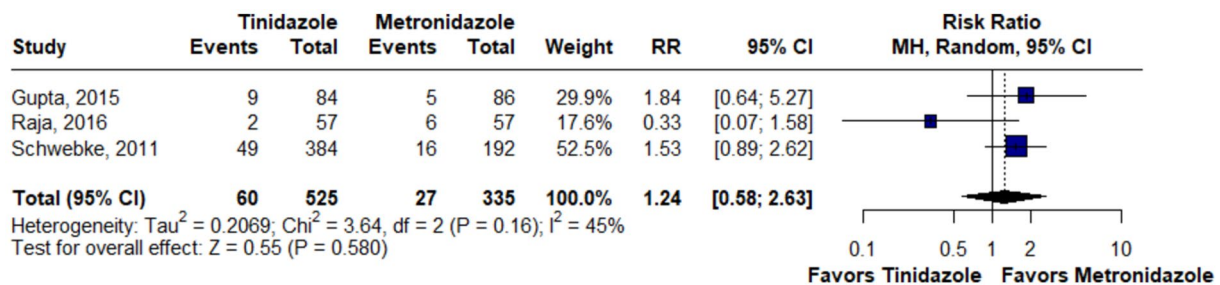 Tinidazole Metronidazole Risk Ratio
Study Events Total Events Total Weight RR 95% CI MH, Random, 95% CI
Gupta, 2015 9 84 5 86 29.9% 1.84 [0.64; 5.27]
Raja, 2016 2 57 6 57 17.6% 0.33 [0.07; 1.58]
Schwebke, 2011 49 384 16 192 52.5% 1.53 [0.89; 2.62]
Total (95% CI) 60 525 27 335 100.0% 1.24 [0.58; 2.63]
Heterogeneity: Tau² = 0.2069; Chi² = 3.64, df = 2 (P = 0.16); I² = 45%
Test for overall effect: Z = 0.55 (P = 0.580)
0.1 0.5 1 2 10
Favors Tinidazole Favors Metronidazole